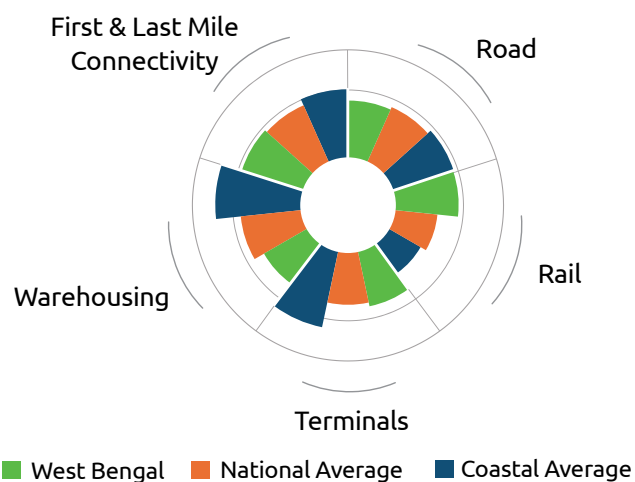 First & Last Mile
Connectivity
Road
Rail
Warehousing
Terminals
West Bengal
National Average
Coastal Average